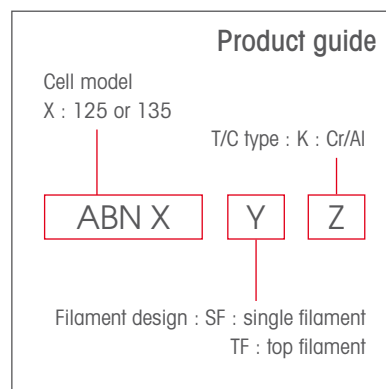 Product guide
Cell model
X : 125 or 135
T/C type : K : Cr/Al
ABN X
Y
Z
Filament design : SF : single filament
TF : top filament